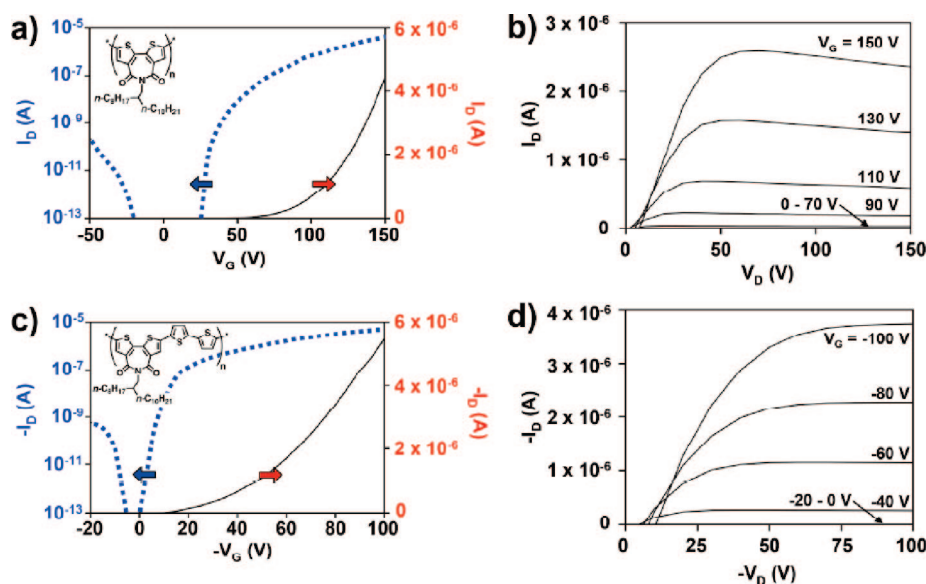 a)
10⁻⁵
10⁻⁷
10⁻⁹
10⁻¹¹
10⁻¹³
I_D (A)
S S
n
O N O
n-C₈H₁₇
n-C₁₀H₂₁
6 x 10⁻⁶
4 x 10⁻⁶
2 x 10⁻⁶
0
I_D (A)
-50 0 50 100 150
V_G (V)
b)
3 x 10⁻⁶
2 x 10⁻⁶
1 x 10⁻⁶
0
I_D (A)
V_G = 150 V
130 V
110 V
0 - 70 V 90 V
0 50 100 150
V_D (V)
c)
10⁻⁵
10⁻⁷
10⁻⁹
10⁻¹¹
10⁻¹³
-I_D (A)
S S S S
n
O N O
n-C₈H₁₇
n-C₁₀H₂₁
6 x 10⁻⁶
4 x 10⁻⁶
2 x 10⁻⁶
0
-I_D (A)
-20 0 20 40 60 80 100
-V_G (V)
d)
4 x 10⁻⁶
3 x 10⁻⁶
2 x 10⁻⁶
1 x 10⁻⁶
0
-I_D (A)
V_G = -100 V
-80 V
-60 V
-20 - 0 V -40 V
0 25 50 75 100
-V_D (V)